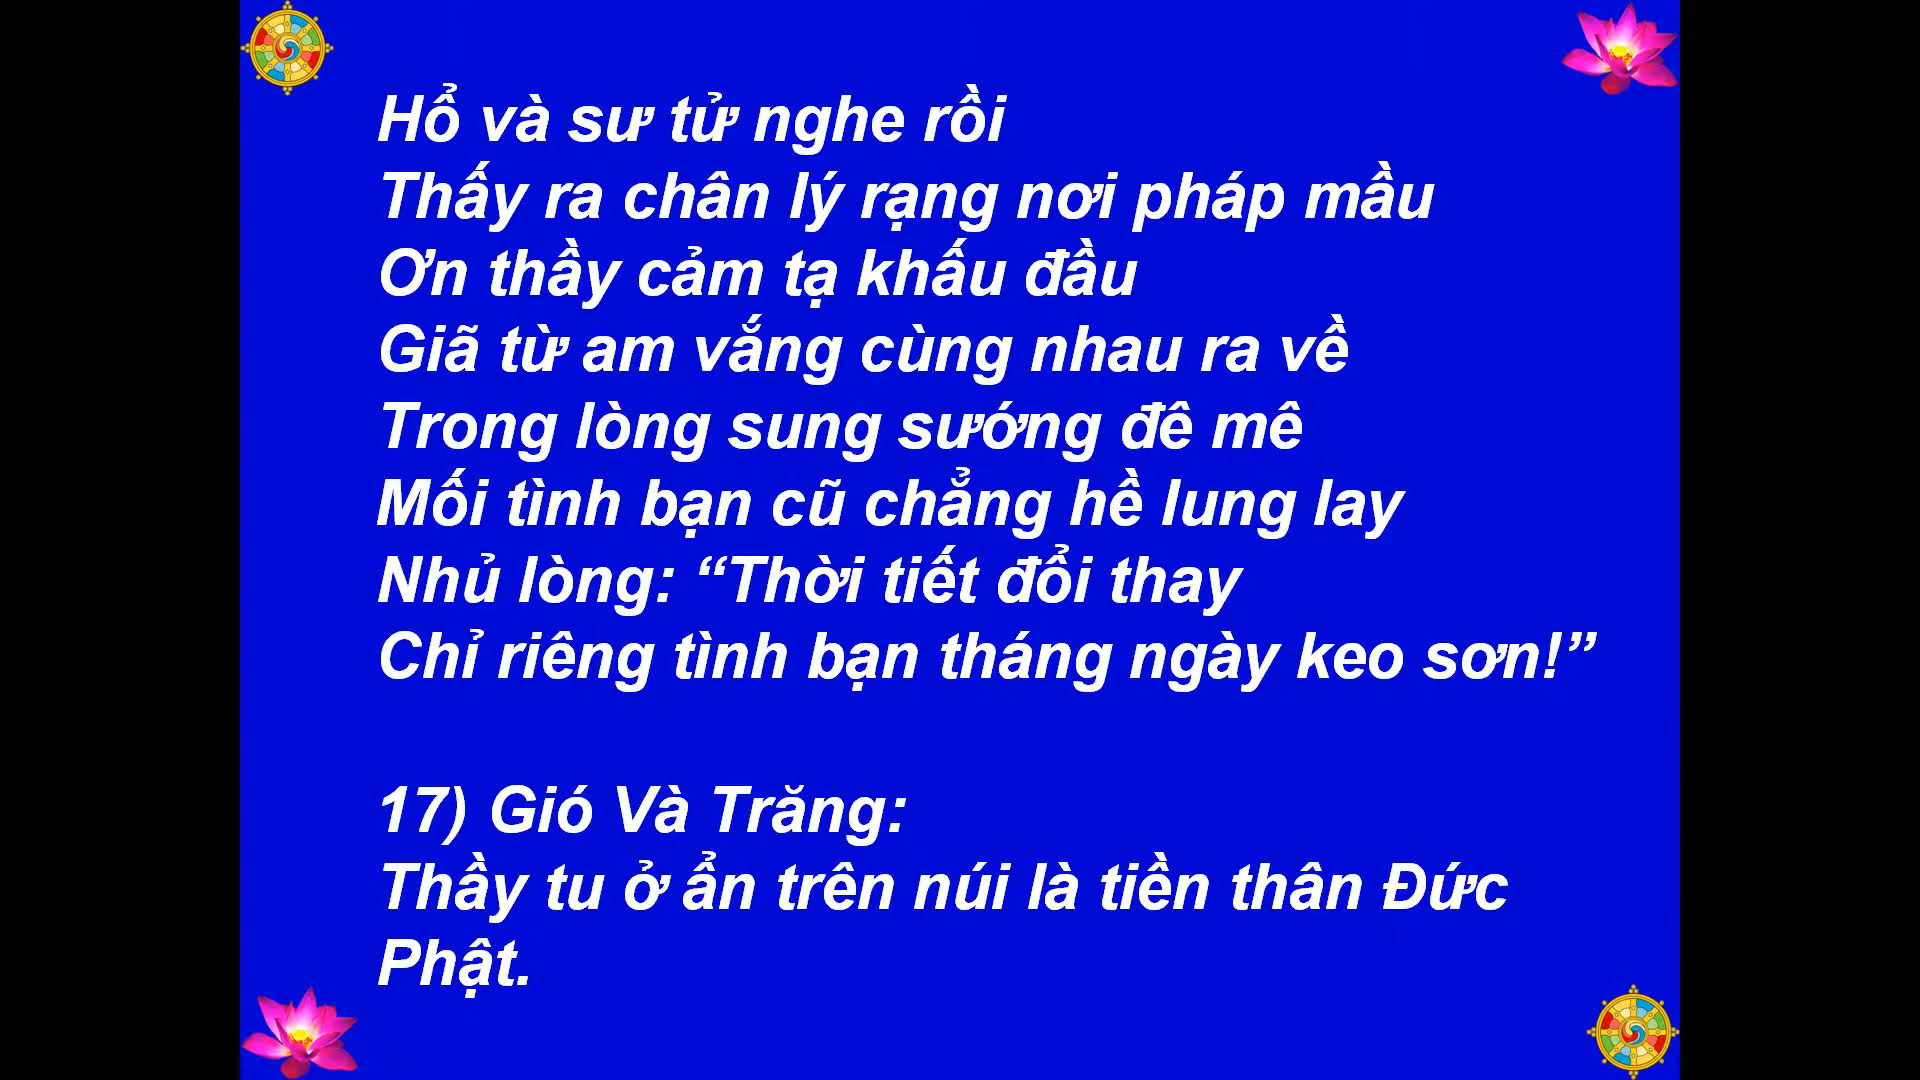 Hổ và sư tử nghe rồi
Thấy ra chân lý rạng nơi pháp mầu
Ơn thầy cảm tạ khấu đầu
Giã từ am vắng cùng nhau ra về
Trong lòng sung sướng đê mê
Mối tình bạn cũ chẳng hề lung lay
Nhủ lòng: “Thời tiết đổi thay
Chỉ riêng tình bạn tháng ngày keo sơn!”
17) Gió Và Trăng:
Thầy tu ở ẩn trên núi là tiền thân Đức
Phật.